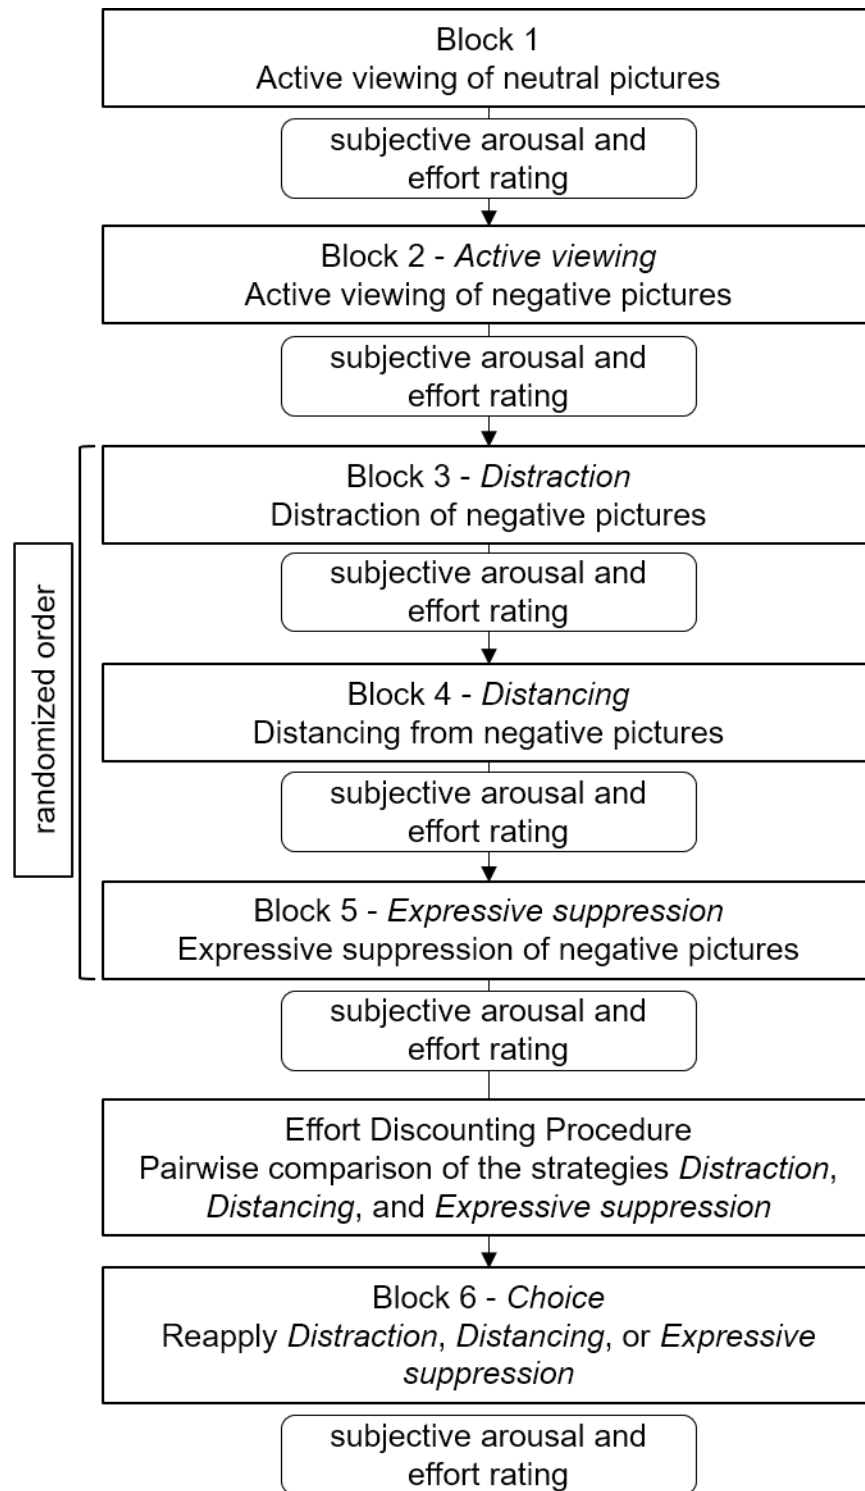 Block 1
Active viewing of neutral pictures
subjective arousal and
effort rating
Block 2 - Active viewing
Active viewing of negative pictures
subjective arousal and
effort rating
randomized order
Block 3 - Distraction
Distraction of negative pictures
subjective arousal and
effort rating
Block 4 - Distancing
Distancing from negative pictures
subjective arousal and
effort rating
Block 5 - Expressive suppression
Expressive suppression of negative pictures
subjective arousal and
effort rating
Effort Discounting Procedure
Pairwise comparison of the strategies Distraction,
Distancing, and Expressive suppression
Block 6 - Choice
Reapply Distraction, Distancing, or Expressive
suppression
subjective arousal and
effort rating